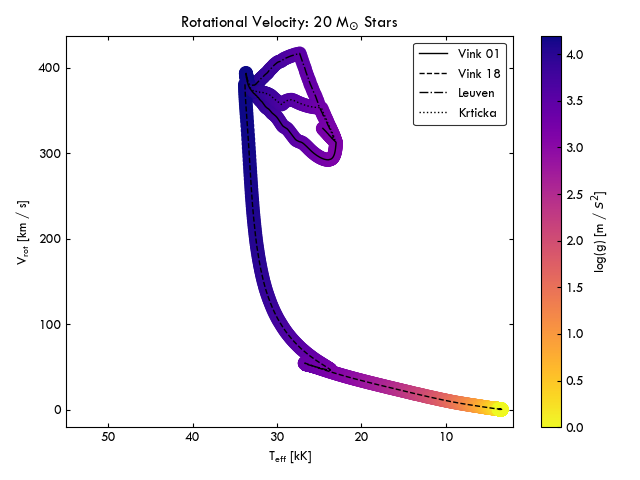 Rotational Velocity: 20 M☉ Stars
Vink 01
Vink 18
Leuven
Krticka
400
300
200
100
0
V_rot [km / s]
50
40
30
20
10
T_eff [kK]
4.0
3.5
3.0
2.5
2.0
1.5
1.0
0.5
0.0
log(g) [m / s²]